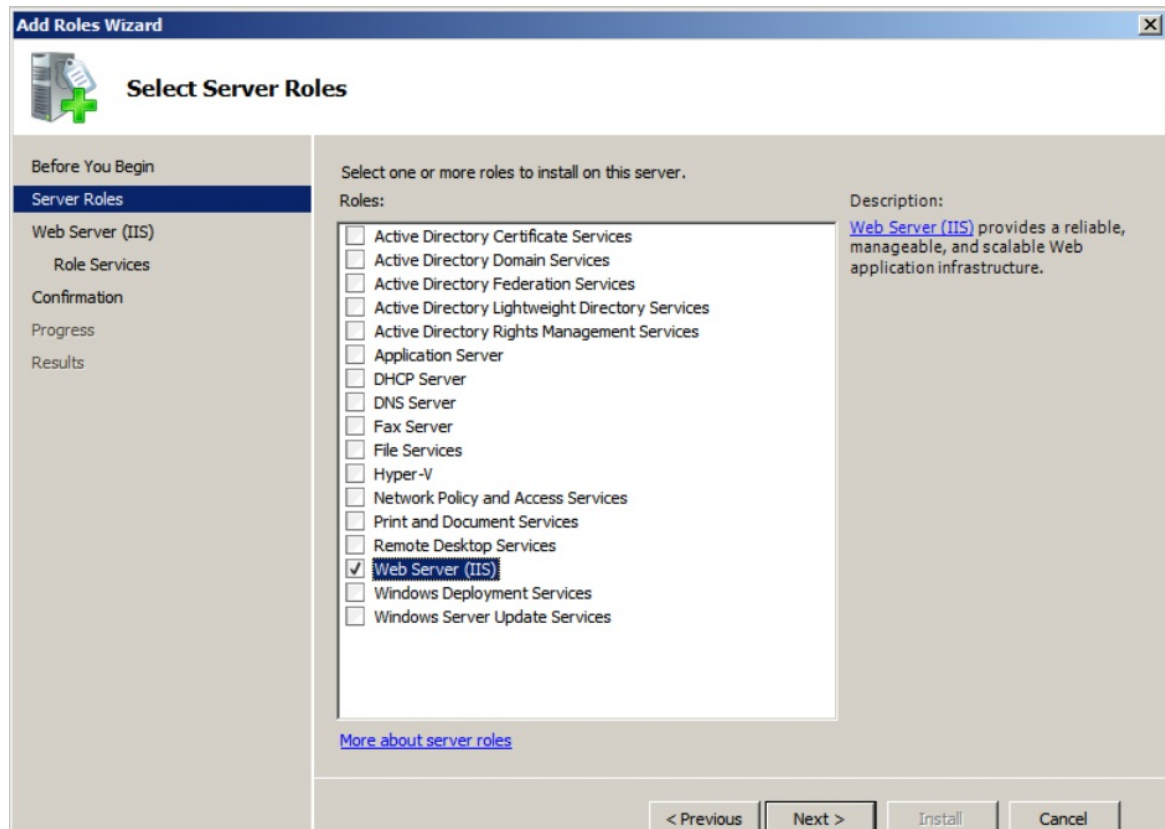 Add Roles Wizard
Select Server Roles
Before You Begin
Server Roles
Web Server (IIS)
Role Services
Confirmation
Progress
Results
Select one or more roles to install on this server.
Roles:
Active Directory Certificate Services
Active Directory Domain Services
Active Directory Federation Services
Active Directory Lightweight Directory Services
Active Directory Rights Management Services
Application Server
DHCP Server
DNS Server
Fax Server
File Services
Hyper-V
Network Policy and Access Services
Print and Document Services
Remote Desktop Services
Web Server (IIS)
Windows Deployment Services
Windows Server Update Services
More about server roles
Description:
Web Server (IIS) provides a reliable,
manageable, and scalable Web
application infrastructure.
< Previous
Next >
Install
Cancel